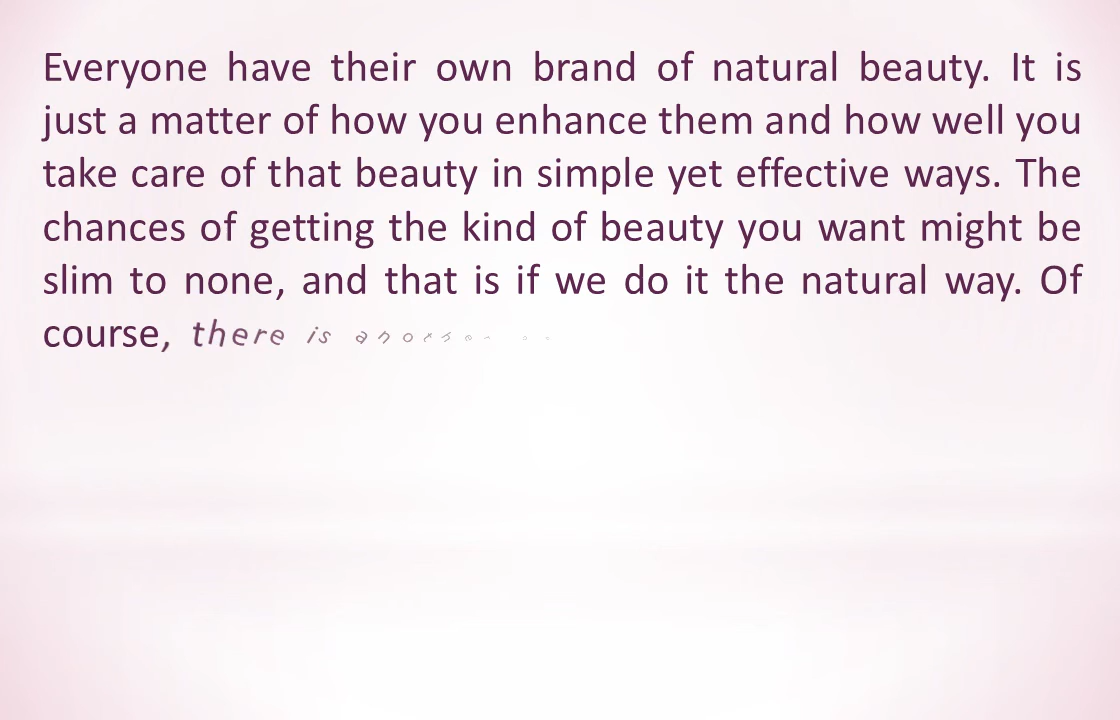 Everyone have their own brand of natural beauty. It is
just a matter of how you enhance them and how well you
take care of that beauty in simple yet effective ways. The
chances of getting the kind of beauty you want might be
slim to none, and that is if we do it the natural way. Of
course, there is another